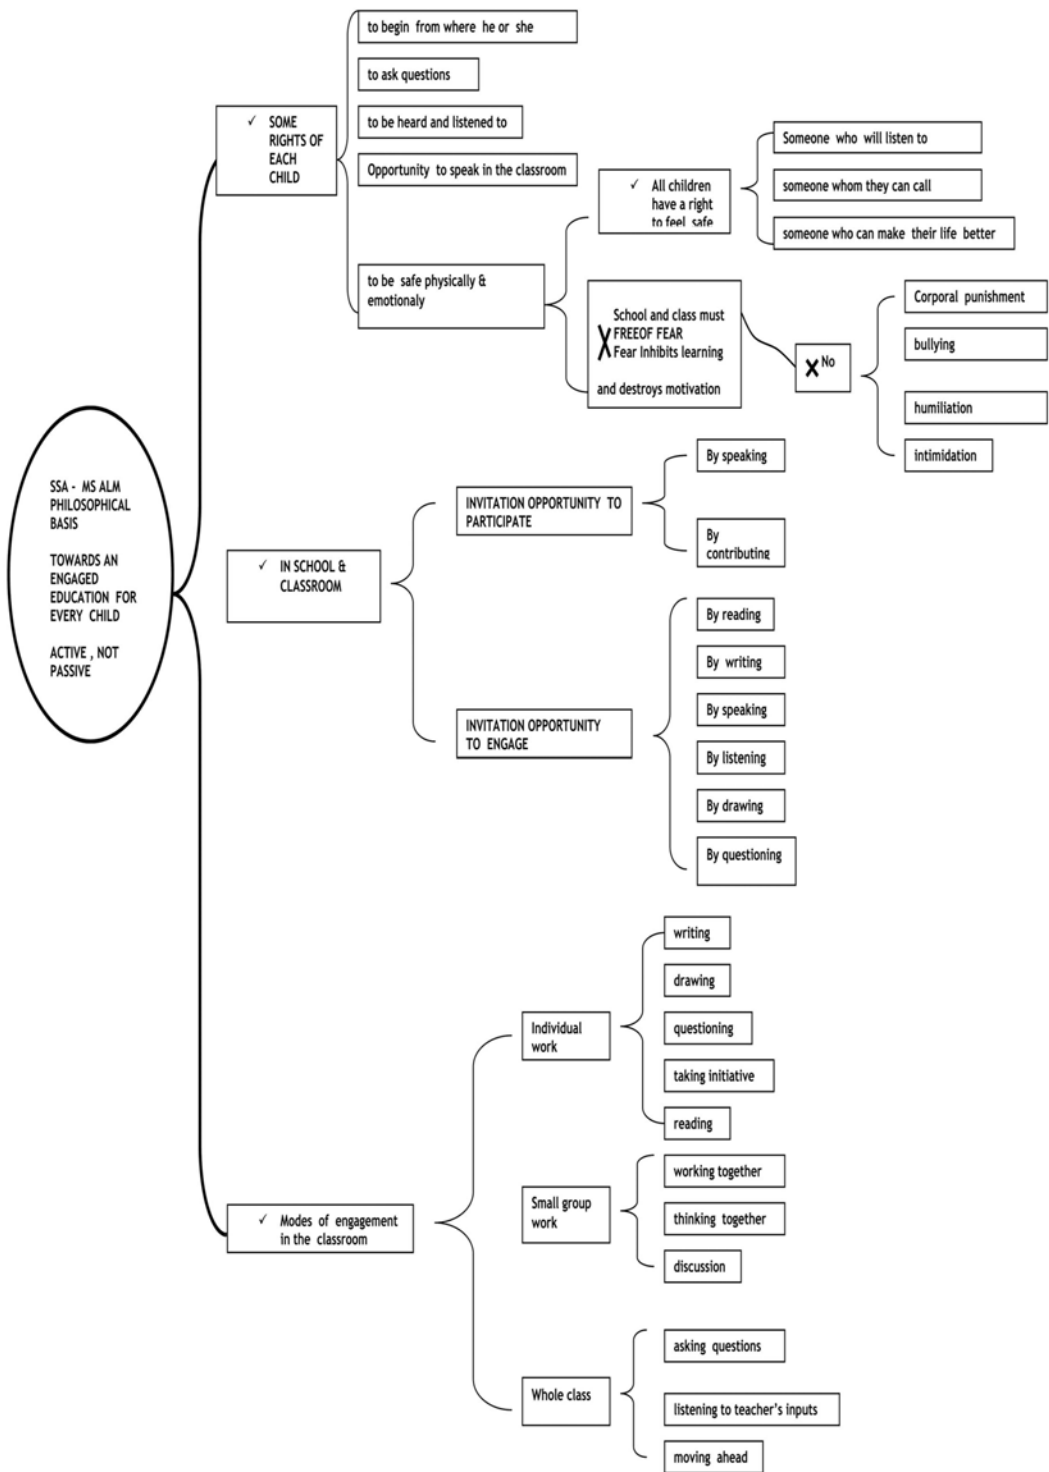 SSA - MS ALM
PHILOSOPHICAL
BASIS
TOWARDS AN
ENGAGED
EDUCATION FOR
EVERY CHILD
ACTIVE , NOT
PASSIVE
✓ SOME
RIGHTS OF
EACH
CHILD
to begin from where he or she
to ask questions
to be heard and listened to
Opportunity to speak in the classroom
to be safe physically &
emotionaly
✓ All children
have a right
to feel safe
Someone who will listen to
someone whom they can call
someone who can make their life better
School and class must
FREEOF FEAR
Fear Inhibits learning
and destroys motivation
No
Corporal punishment
bullying
humiliation
intimidation
✓ IN SCHOOL &
CLASSROOM
INVITATION OPPORTUNITY TO
PARTICIPATE
By speaking
By
contributing
INVITATION OPPORTUNITY
TO ENGAGE
By reading
By writing
By speaking
By listening
By drawing
By questioning
✓ Modes of engagement
in the classroom
Individual
work
writing
drawing
questioning
taking initiative
reading
Small group
work
working together
thinking together
discussion
Whole class
asking questions
listening to teacher's inputs
moving ahead